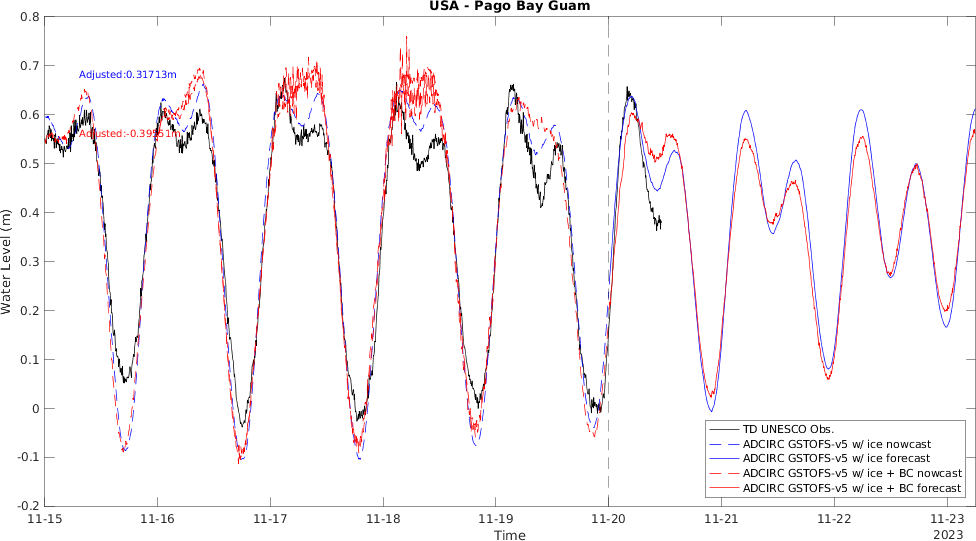 USA - Pago Bay Guam
0.8
0.7
0.6
0.5
0.4
0.3
0.2
0.1
0
-0.1
-0.2
Water Level (m)
Adjusted:0.31713m
Adjusted:-0.39551m
TD UNESCO Obs.
ADCIRC GSTOFS-v5 w/ ice nowcast
ADCIRC GSTOFS-v5 w/ ice forecast
ADCIRC GSTOFS-v5 w/ ice + BC nowcast
ADCIRC GSTOFS-v5 w/ ice + BC forecast
11-15 11-16 11-17 11-18 11-19 11-20 11-21 11-22 11-23
Time
2023